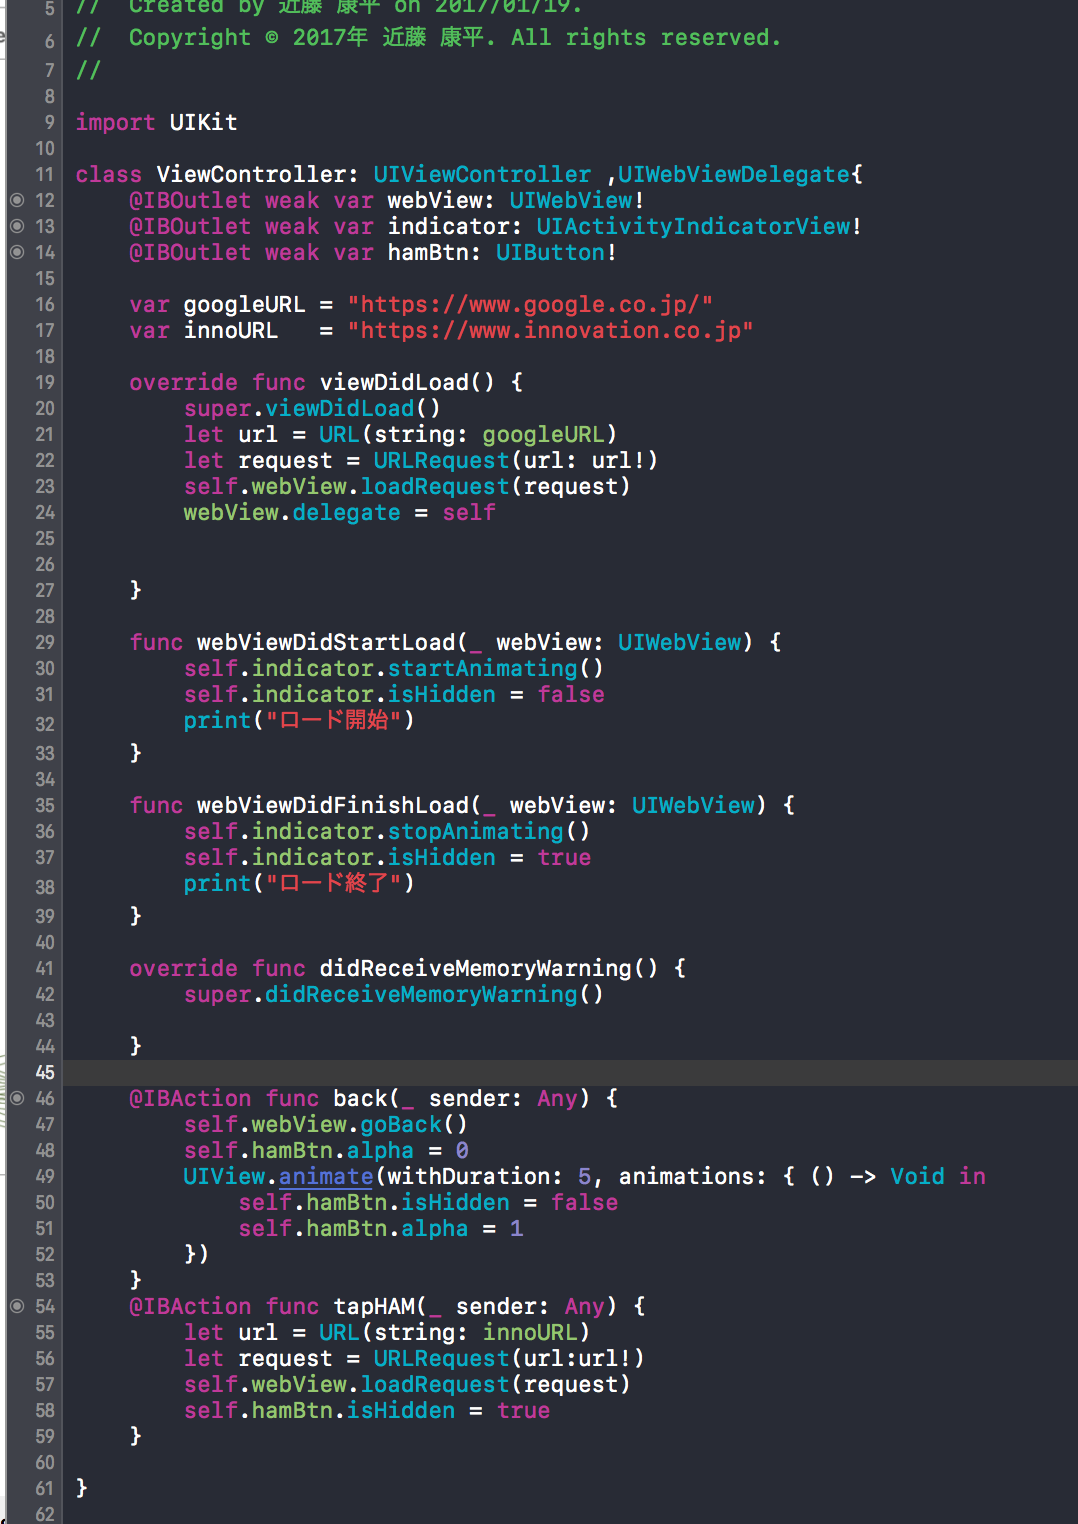 5 //  Created by 近藤 康平 on 2017/01/19.
6 //  Copyright © 2017年 近藤 康平. All rights reserved.
7 //
8
9 import UIKit
10
11 class ViewController: UIViewController ,UIWebViewDelegate{
12     @IBOutlet weak var webView: UIWebView!
13     @IBOutlet weak var indicator: UIActivityIndicatorView!
14     @IBOutlet weak var hamBtn: UIButton!
15
16     var googleURL = "https://www.google.co.jp/"
17     var innoURL   = "https://www.innovation.co.jp"
18
19     override func viewDidLoad() {
20         super.viewDidLoad()
21         let url = URL(string: googleURL)
22         let request = URLRequest(url: url!)
23         self.webView.loadRequest(request)
24         webView.delegate = self
25
26
27     }
28
29     func webViewDidStartLoad(_ webView: UIWebView) {
30         self.indicator.startAnimating()
31         self.indicator.isHidden = false
32         print("ロード開始")
33     }
34
35     func webViewDidFinishLoad(_ webView: UIWebView) {
36         self.indicator.stopAnimating()
37         self.indicator.isHidden = true
38         print("ロード終了")
39     }
40
41     override func didReceiveMemoryWarning() {
42         super.didReceiveMemoryWarning()
43
44     }
45
46     @IBAction func back(_ sender: Any) {
47         self.webView.goBack()
48         self.hamBtn.alpha = 0
49         UIView.animate(withDuration: 5, animations: { () -> Void in
50             self.hamBtn.isHidden = false
51             self.hamBtn.alpha = 1
52         })
53     }
54     @IBAction func tapHAM(_ sender: Any) {
55         let url = URL(string: innoURL)
56         let request = URLRequest(url:url!)
57         self.webView.loadRequest(request)
58         self.hamBtn.isHidden = true
59     }
60
61 }
62